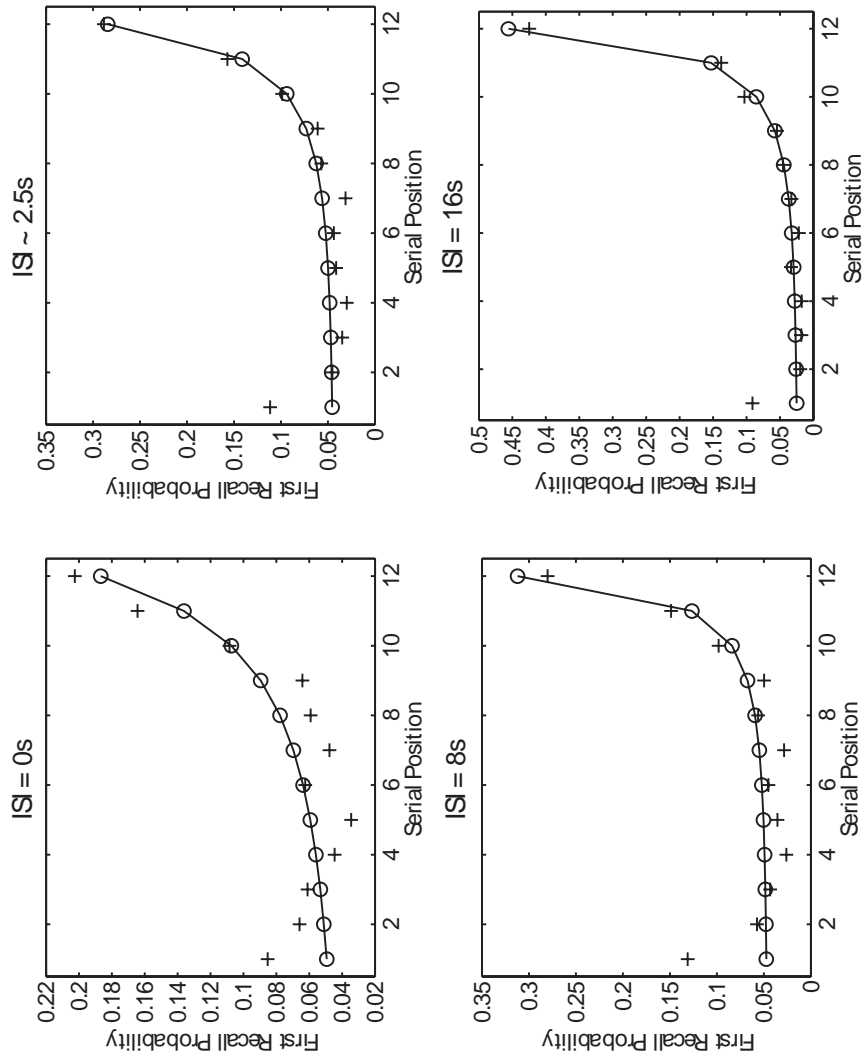 ISI = 0s
First Recall Probability
0.22
0.2
0.18
0.16
0.14
0.12
0.1
0.08
0.06
0.04
0.02
2 4 6 8 10 12
Serial Position
ISI ~ 2.5s
First Recall Probability
0.35
0.3
0.25
0.2
0.15
0.1
0.05
0
2 4 6 8 10 12
Serial Position
ISI = 8s
First Recall Probability
0.35
0.3
0.25
0.2
0.15
0.1
0.05
0
2 4 6 8 10 12
Serial Position
ISI = 16s
First Recall Probability
0.5
0.45
0.4
0.35
0.3
0.25
0.2
0.15
0.1
0.05
0
2 4 6 8 10 12
Serial Position